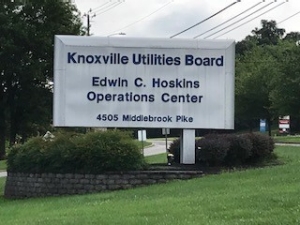 Knoxville Utilities Board
Edwin C. Hoskins
Operations Center
4505 Middlebrook Pike